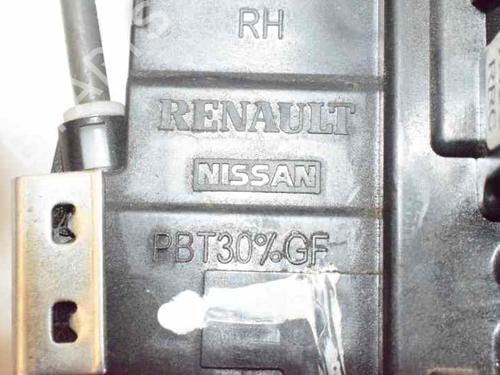 RH
RENAULT
NISSAN
PBT30%GF